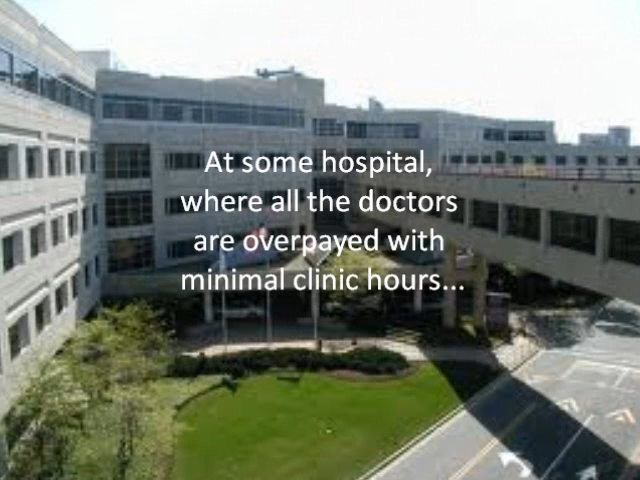 At some hospital,
where all the doctors
are overpayed with
minimal clinic hours...